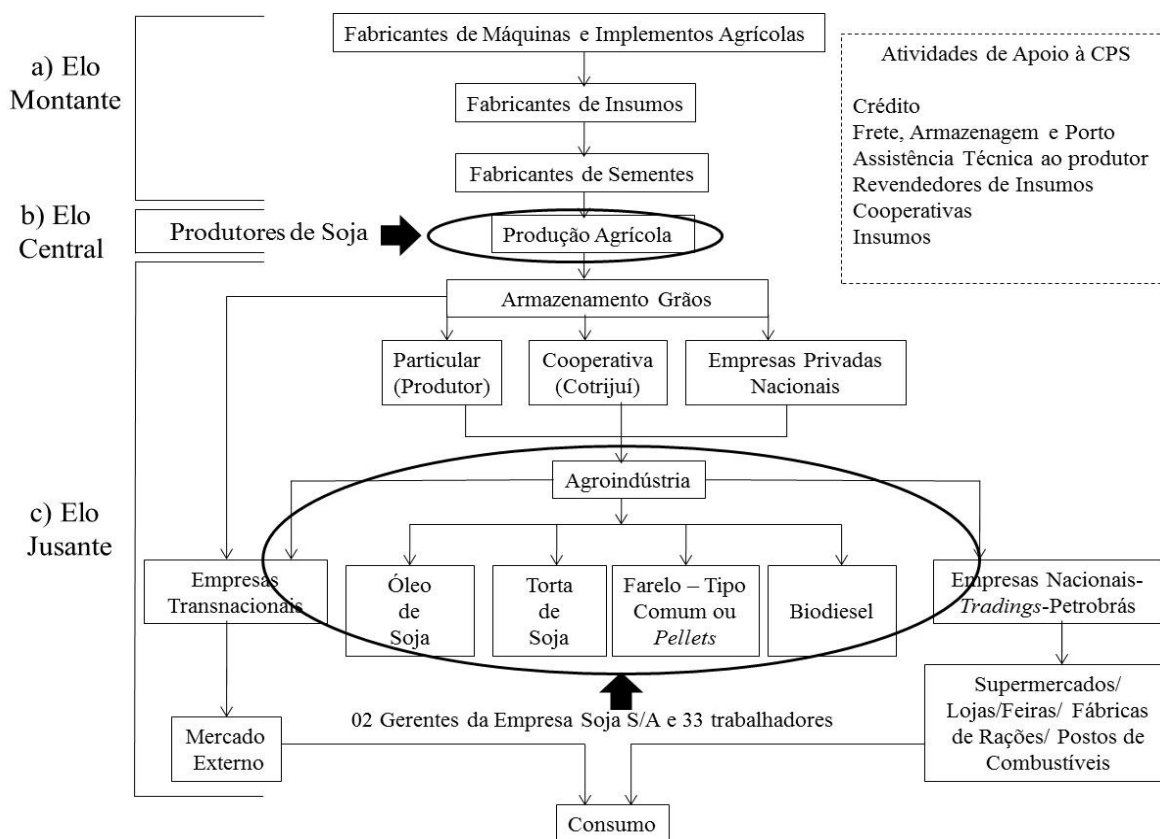 Fabricantes de Máquinas e Implementos Agrícolas
a) Elo
Montante
Fabricantes de Insumos
Fabricantes de Sementes
Atividades de Apoio à CPS
Crédito
Frete, Armazenagem e Porto
Assistência Técnica ao produtor
Revendedores de Insumos
Cooperativas
Insumos
b) Elo
Central
Produtores de Soja
Produção Agrícola
Armazenamento Grãos
Particular
(Produtor)
Cooperativa
(Cotrijuí)
Empresas Privadas
Nacionais
c) Elo
Jusante
Agroindústria
Empresas
Transnacionais
Óleo
de
Soja
Torta
de
Soja
Farelo – Tipo
Comum ou
Pellets
Biodiesel
Empresas Nacionais-
Tradings-Petrobrás
02 Gerentes da Empresa Soja S/A e 33 trabalhadores
Mercado
Externo
Supermercados/
Lojas/Feiras/ Fábricas
de Rações/ Postos de
Combustíveis
Consumo